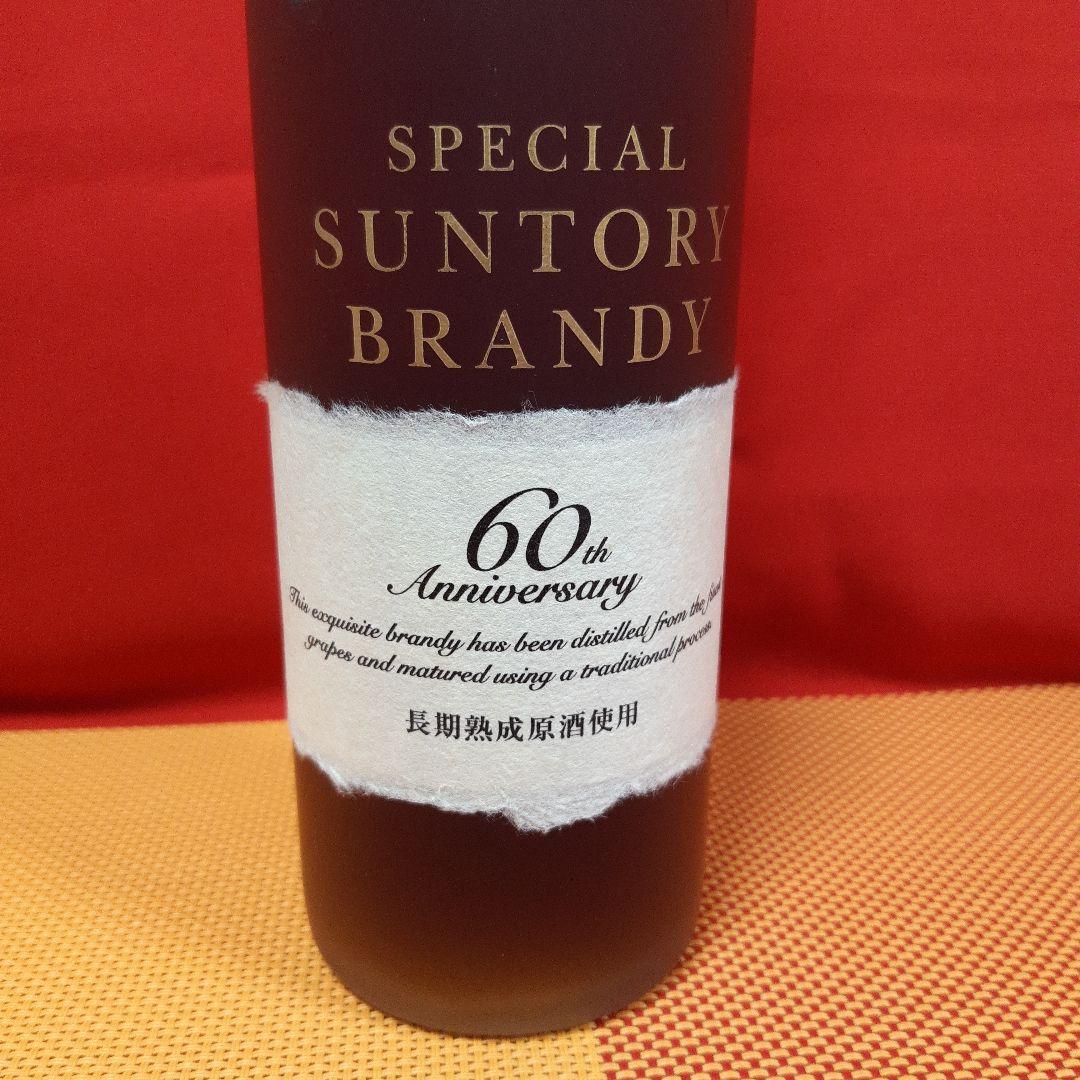 SPECIAL
SUNTORY
BRANDY
60th
Anniversary
This exquisite brandy has been distilled from the finest
grapes and matured using a traditional process
長期熟成原酒使用